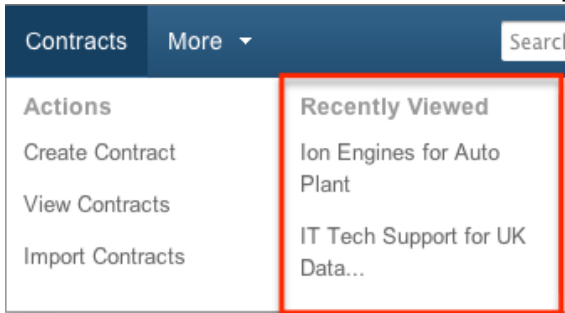 Contracts More
Actions
Create Contract
View Contracts
Import Contracts
Recently Viewed
Ion Engines for Auto
Plant
IT Tech Support for UK
Data...